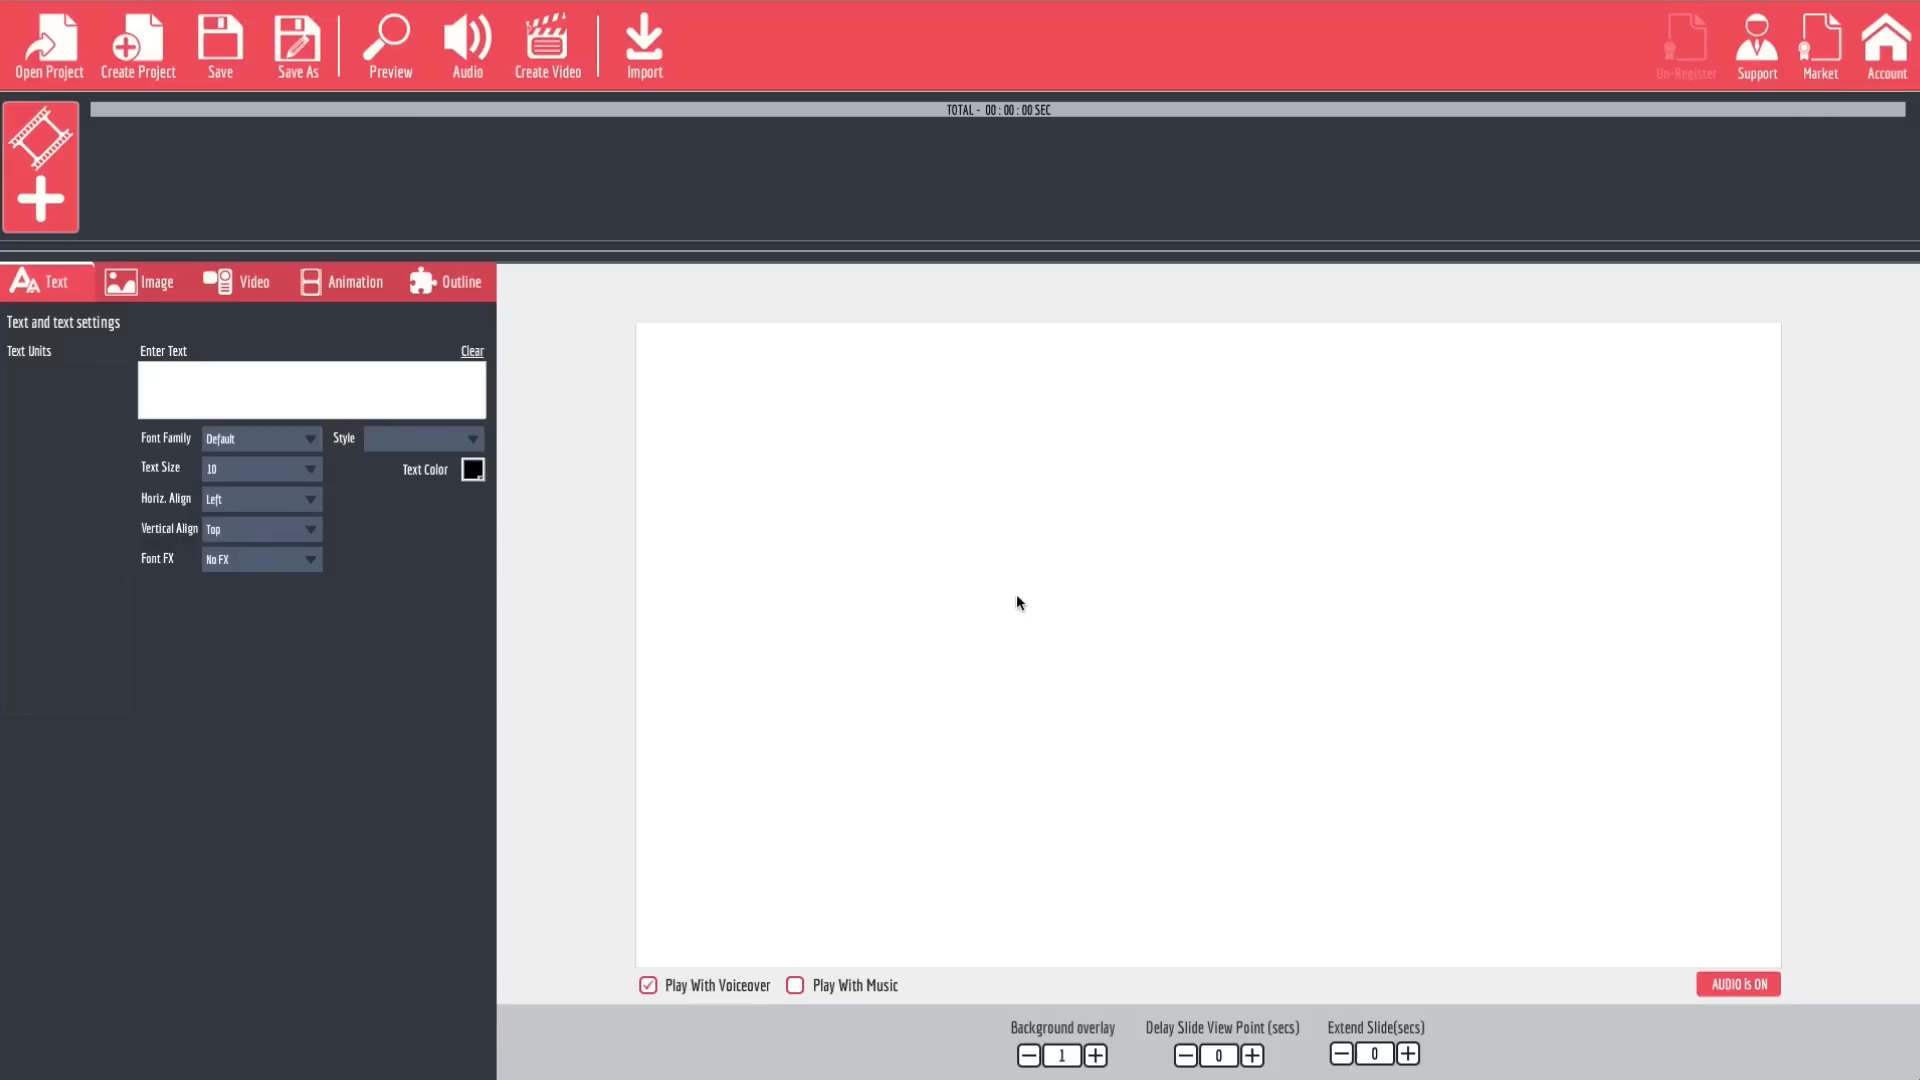 Open Project
Create Project
Save
Save As
Preview
Audio
Create Video
Import
Un-Register
Support
Market
Account
TOTAL - 00 : 00 : 00 SEC
Text
Image
Video
Animation
Outline
Text and text settings
Text Units
Enter Text
Clear
Font Family
Default
Style
Text Size
10
Text Color
Horiz. Align
Left
Vertical Align
Top
Font FX
No FX
Play With Voiceover
Play With Music
AUDIO is ON
Background overlay
Delay Slide View Point (secs)
Extend Slide(secs)
1
0
0